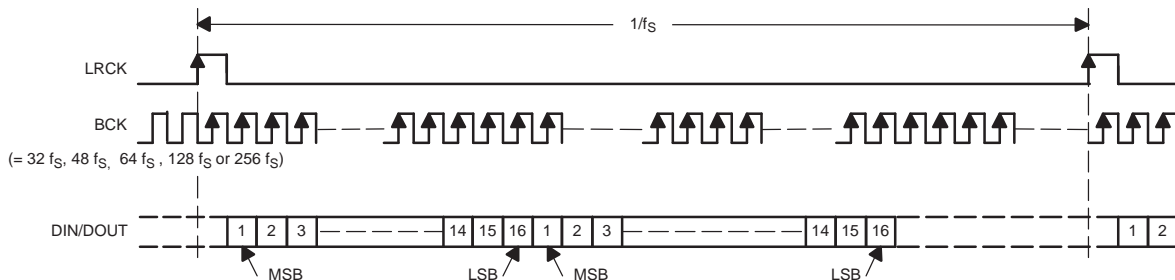 1/fS
LRCK
BCK
(= 32 fS, 48 fS, 64 fS , 128 fS or 256 fS)
DIN/DOUT 1 2 3 14 15 16 1 2 3 14 15 16 1 2
MSB LSB MSB LSB